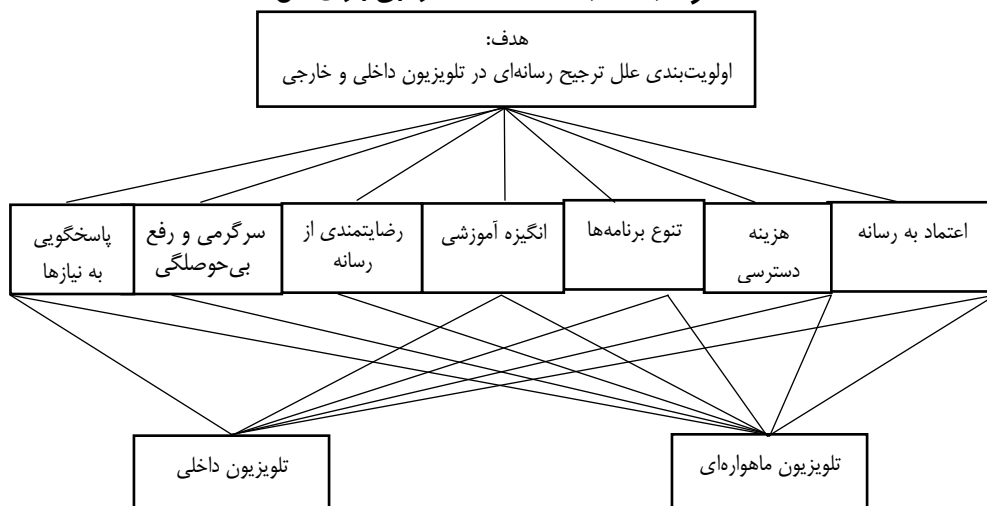 هدف:
اولویت‌بندی علل ترجیح رسانه‌ای در تلویزیون داخلی و خارجی
اعتماد به رسانه
هزینه
دسترسی
تنوع برنامه‌ها
انگیزه آموزشی
رضایتمندی از
رسانه
سرگرمی و رفع
بی‌حوصلگی
پاسخگویی
به نیازها
تلویزیون ماهواره‌ای
تلویزیون داخلی